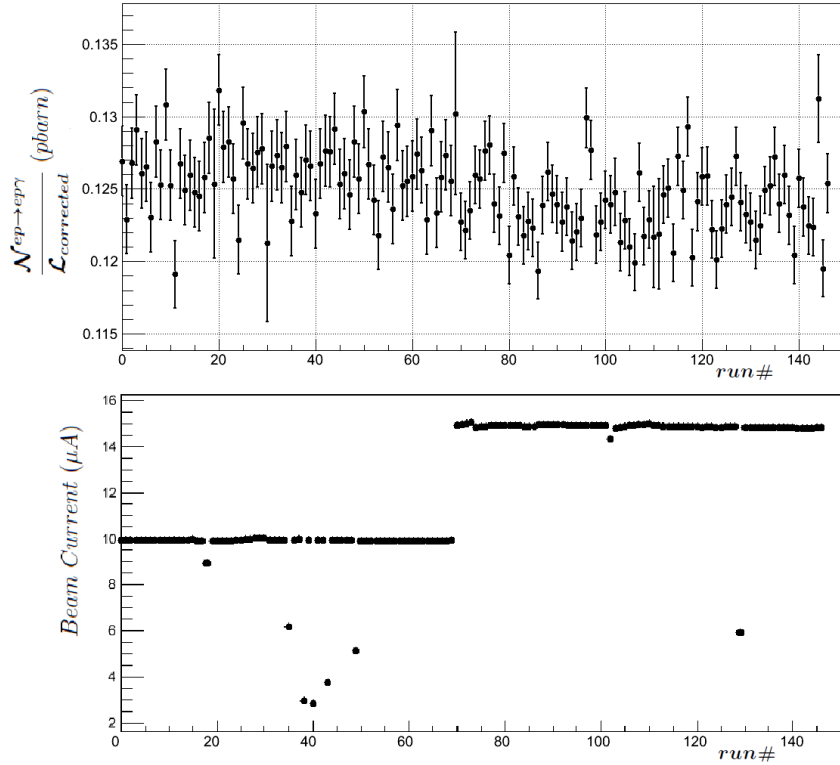 0.135
0.13
0.125
0.12
0.115
𝓝^{ep→epγ} / 𝓛_{corrected} (pbarn)
0 20 40 60 80 100 120 140
run#
16
14
12
10
8
6
4
2
Beam Current (μA)
0 20 40 60 80 100 120 140
run#